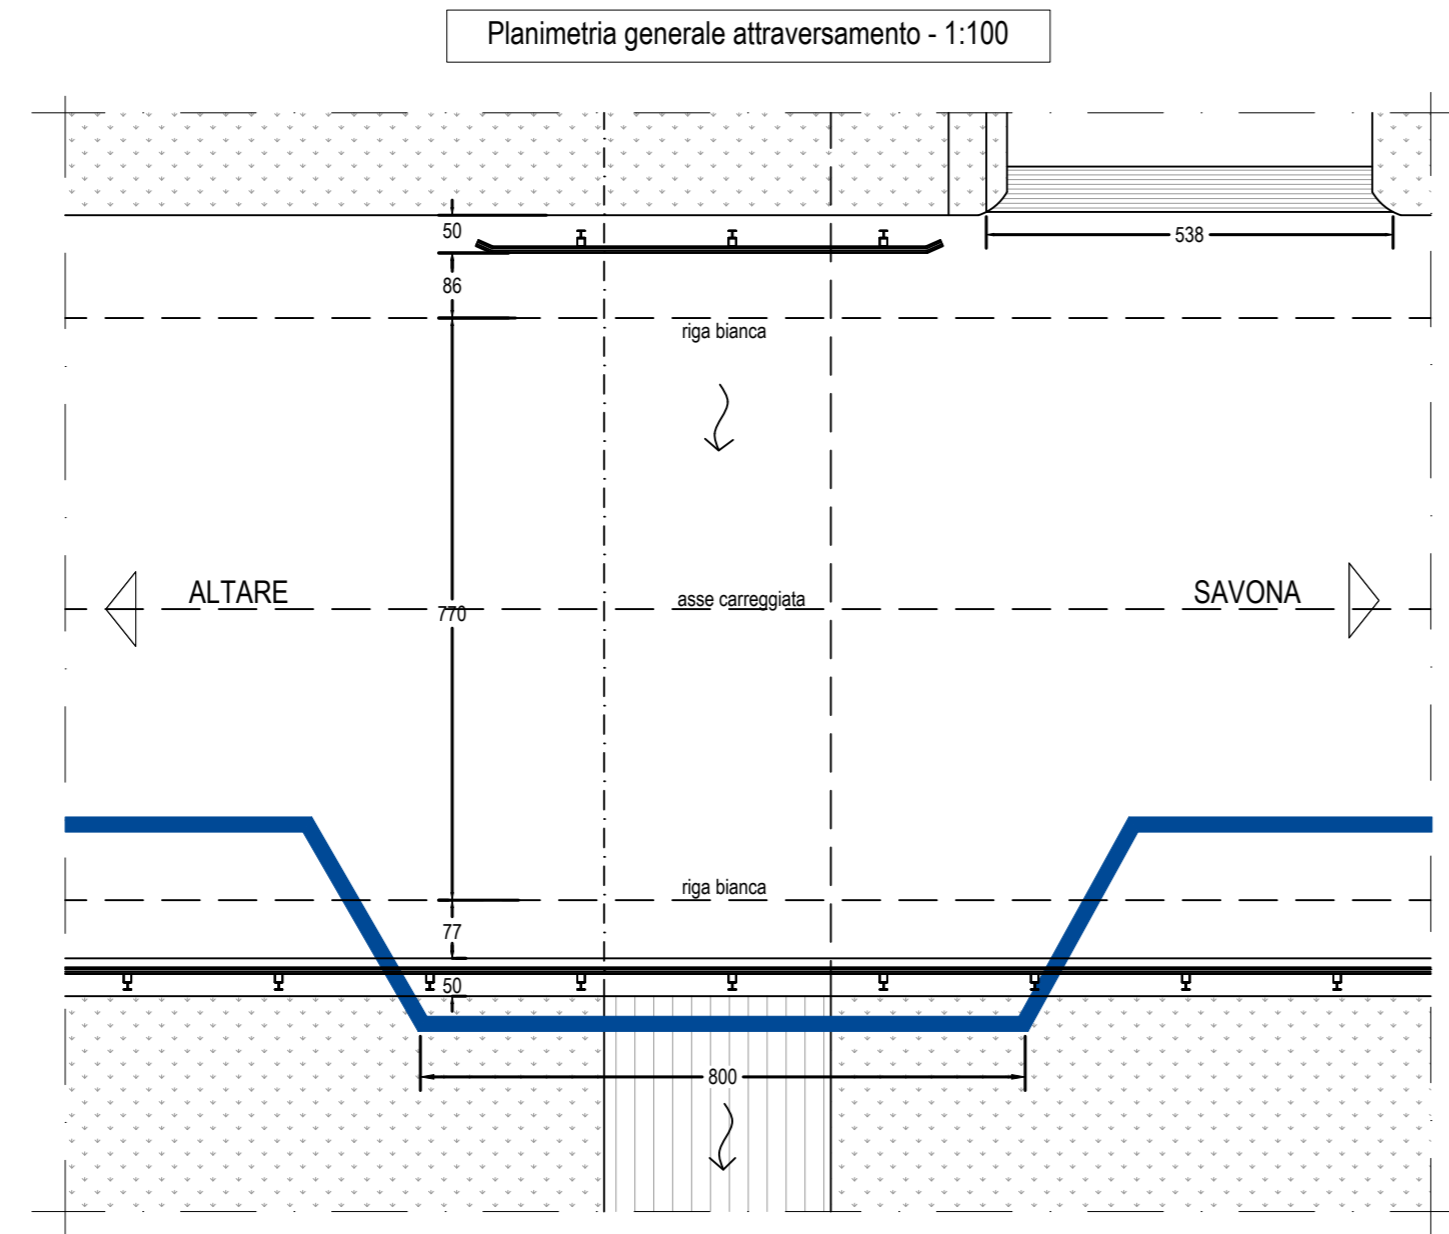 Planimetria generale attraversamento - 1:100
50
538
86
riga bianca
ALTARE
asse carreggiata
SAVONA
770
riga bianca
77
50
800